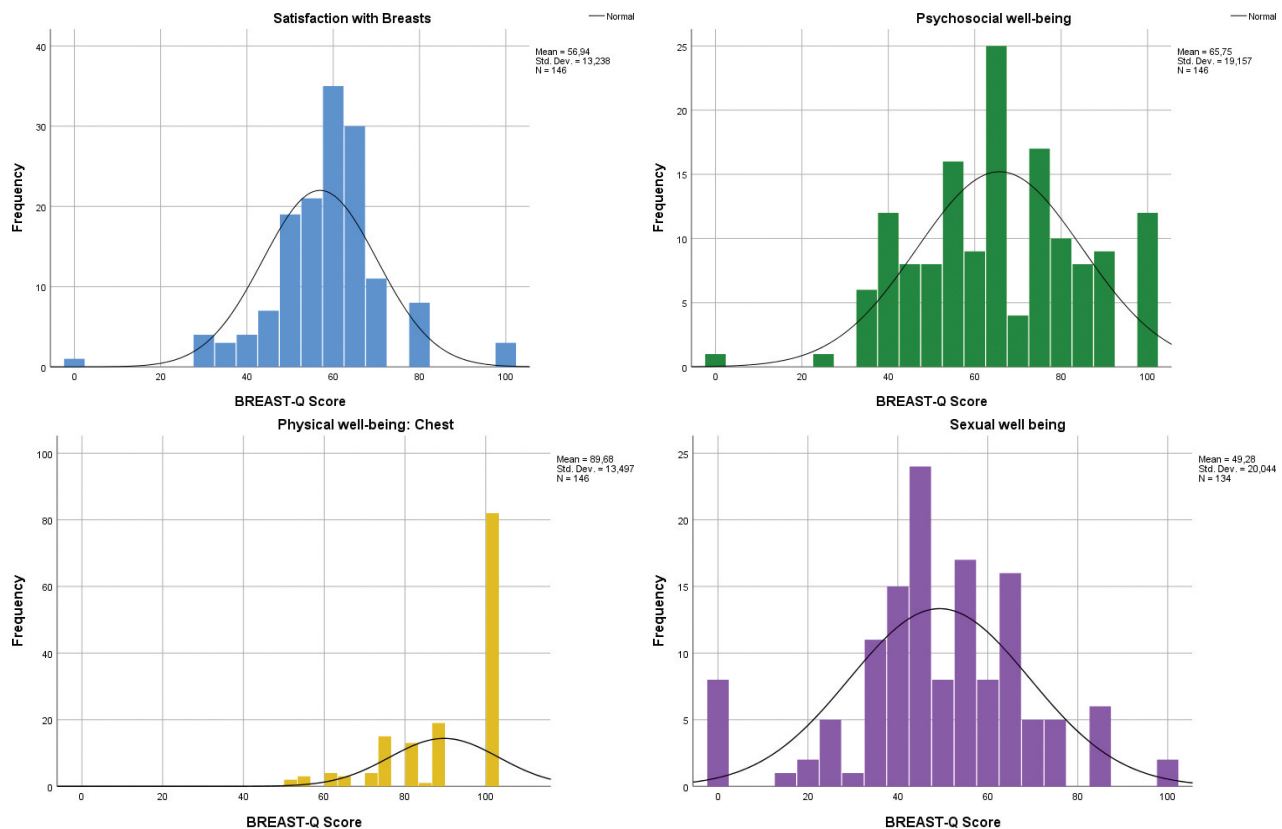 Satisfaction with Breasts
Normal
Mean = 56,94
Std. Dev. = 13,238
N = 146
40
30
20
10
0
Frequency
0 20 40 60 80 100
BREAST-Q Score
Psychosocial well-being
Normal
Mean = 65,75
Std. Dev. = 19,157
N = 146
25
20
15
10
5
0
Frequency
0 20 40 60 80 100
BREAST-Q Score
Physical well-being: Chest
Mean = 89,68
Std. Dev. = 13,497
N = 146
100
80
60
40
20
0
Frequency
0 20 40 60 80 100
BREAST-Q Score
Sexual well being
Mean = 49,28
Std. Dev. = 20,044
N = 134
25
20
15
10
5
0
Frequency
0 20 40 60 80 100
BREAST-Q Score